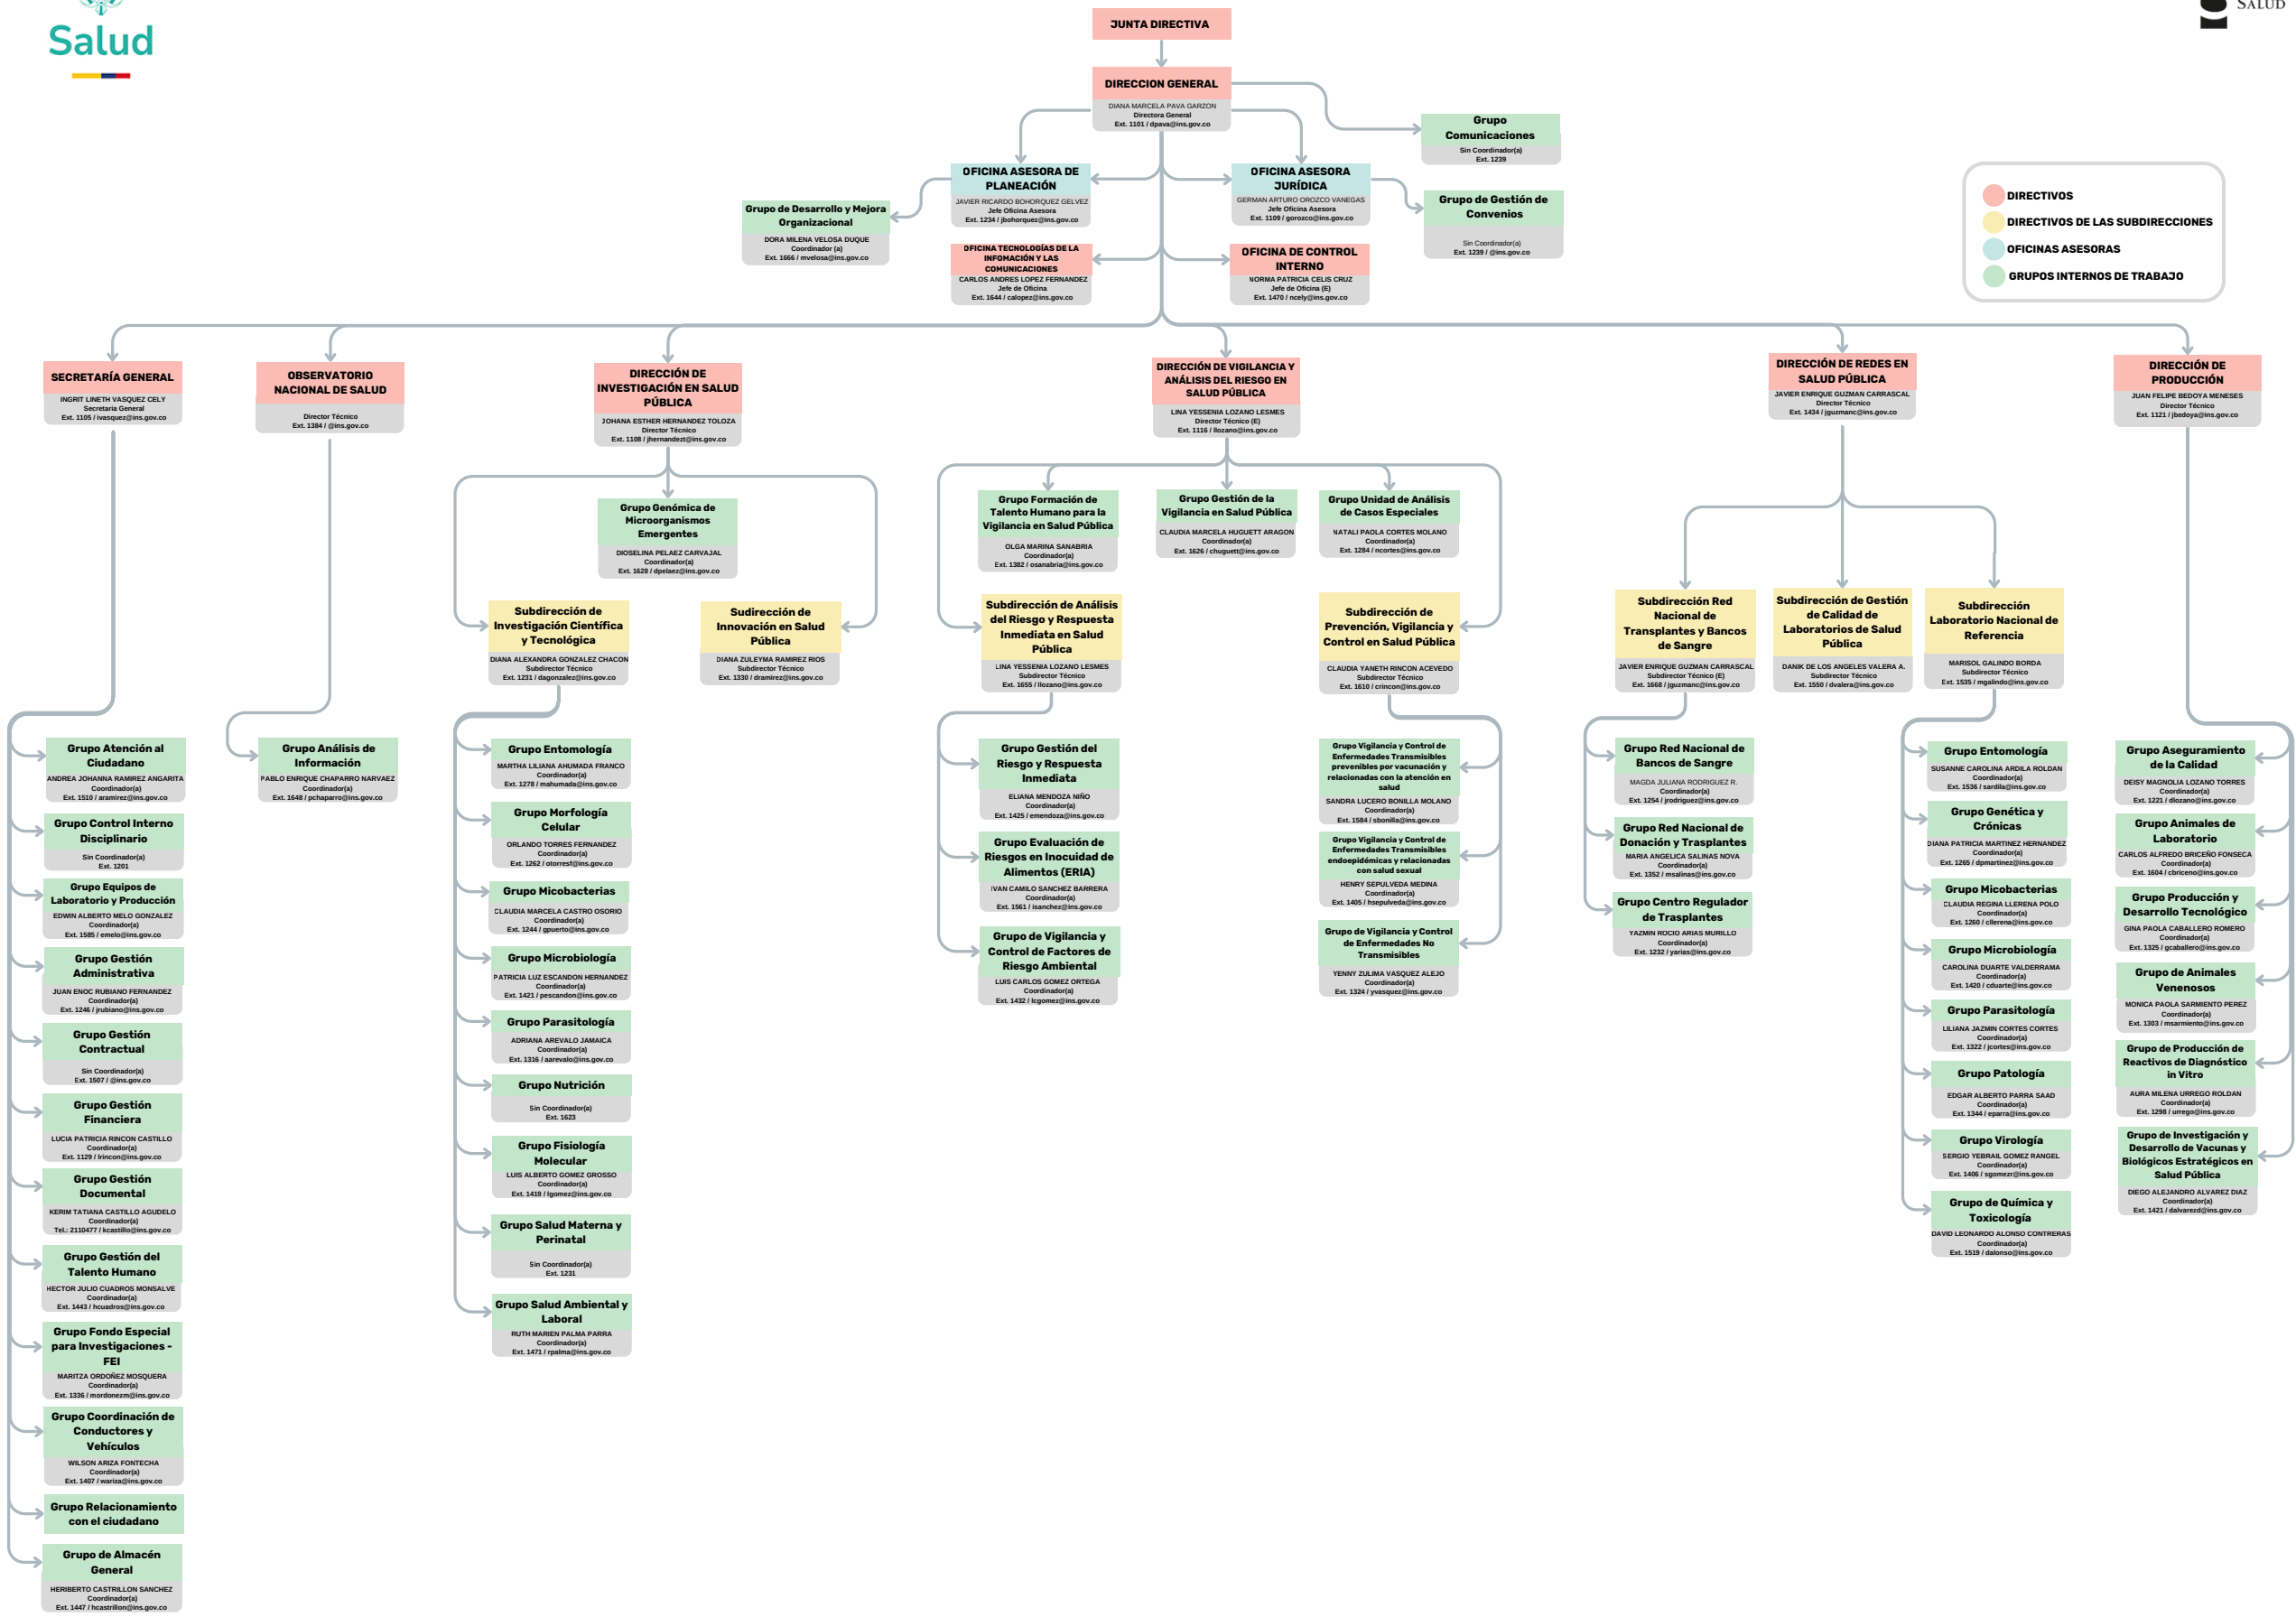 Salud
SALUD
JUNTA DIRECTIVA
DIRECCION GENERAL
DIANA MARCELA PAVA GARZON
Directora General
Ext. 1101 / dpava@ins.gov.co
Grupo
Comunicaciones
Sin Coordinador(a)
Ext. 1239
OFICINA ASESORA DE
PLANEACIÓN
JAVIER RICARDO BOHORQUEZ GELVEZ
Jefe Oficina Asesora
Ext. 1234 / jbohorquez@ins.gov.co
OFICINA ASESORA
JURÍDICA
GERMAN ARTURO OROZCO VANEGAS
Jefe Oficina Asesora
Ext. 1109 / gorozco@ins.gov.co
Grupo de Desarrollo y Mejora
Organizacional
DORA MILENA VELOSA DUQUE
Coordinador (a)
Ext. 1666 / mvelosa@ins.gov.co
Grupo de Gestión de
Convenios
Sin Coordinador(a)
Ext. 1239 / @ins.gov.co
OFICINA TECNOLOGÍAS DE LA
INFOMACIÓN Y LAS
COMUNICACIONES
CARLOS ANDRES LOPEZ FERNANDEZ
Jefe de Oficina
Ext. 1644 / calopez@ins.gov.co
OFICINA DE CONTROL
INTERNO
NORMA PATRICIA CELIS CRUZ
Jefe de Oficina (E)
Ext. 1470 / ncely@ins.gov.co
DIRECTIVOS
DIRECTIVOS DE LAS SUBDIRECCIONES
OFICINAS ASESORAS
GRUPOS INTERNOS DE TRABAJO
SECRETARÍA GENERAL
INGRIT LINETH VASQUEZ CELY
Secretaria General
Ext. 1105 / ivasquez@ins.gov.co
OBSERVATORIO
NACIONAL DE SALUD
Director Técnico
Ext. 1384 / @ins.gov.co
DIRECCIÓN DE
INVESTIGACIÓN EN SALUD
PÚBLICA
JOHANA ESTHER HERNANDEZ TOLOZA
Director Técnico
Ext. 1108 / jhernandezt@ins.gov.co
DIRECCIÓN DE VIGILANCIA Y
ANÁLISIS DEL RIESGO EN
SALUD PÚBLICA
LINA YESSENIA LOZANO LESMES
Director Técnico (E)
Ext. 1116 / llozano@ins.gov.co
DIRECCIÓN DE REDES EN
SALUD PÚBLICA
JAVIER ENRIQUE GUZMAN CARRASCAL
Director Técnico
Ext. 1434 / jguzmanc@ins.gov.co
DIRECCIÓN DE
PRODUCCIÓN
JUAN FELIPE BEDOYA MENESES
Director Técnico
Ext. 1121 / jbedoya@ins.gov.co
Grupo Genómica de
Microorganismos
Emergentes
DIOSELINA PELAEZ CARVAJAL
Coordinador(a)
Ext. 1628 / dpelaez@ins.gov.co
Grupo Formación de
Talento Humano para la
Vigilancia en Salud Pública
OLGA MARINA SANABRIA
Coordinador(a)
Ext. 1382 / osanabria@ins.gov.co
Grupo Gestión de la
Vigilancia en Salud Pública
CLAUDIA MARCELA HUGUETT ARAGON
Coordinador(a)
Ext. 1626 / chuguett@ins.gov.co
Grupo Unidad de Análisis
de Casos Especiales
NATALI PAOLA CORTES MOLANO
Coordinador(a)
Ext. 1284 / ncortes@ins.gov.co
Subdirección de
Investigación Científica
y Tecnológica
DIANA ALEXANDRA GONZALEZ CHACON
Subdirector Técnico
Ext. 1231 / dagonzalez@ins.gov.co
Sudirección de
Innovación en Salud
Pública
DIANA ZULEYMA RAMIREZ RIOS
Subdirector Técnico
Ext. 1330 / dramirez@ins.gov.co
Subdirección de Análisis
del Riesgo y Respuesta
Inmediata en Salud
Pública
LINA YESSENIA LOZANO LESMES
Subdirector Técnico
Ext. 1655 / llozano@ins.gov.co
Subdirección de
Prevención, Vigilancia y
Control en Salud Pública
CLAUDIA YANETH RINCON ACEVEDO
Subdirector Técnico
Ext. 1610 / crincon@ins.gov.co
Subdirección Red
Nacional de
Transplantes y Bancos
de Sangre
JAVIER ENRIQUE GUZMAN CARRASCAL
Subdirector Técnico (E)
Ext. 1668 / jguzmanc@ins.gov.co
Subdirección de Gestión
de Calidad de
Laboratorios de Salud
Pública
DANIK DE LOS ANGELES VALERA A.
Subdirector Técnico
Ext. 1550 / dvalera@ins.gov.co
Subdirección
Laboratorio Nacional de
Referencia
MARISOL GALINDO BORDA
Subdirector Técnico
Ext. 1535 / mgalindo@ins.gov.co
Grupo Atención al
Ciudadano
ANDREA JOHANNA RAMIREZ ANGARITA
Coordinador(a)
Ext. 1510 / aramirez@ins.gov.co
Grupo Control Interno
Disciplinario
Sin Coordinador(a)
Ext. 1201
Grupo Equipos de
Laboratorio y Producción
EDWIN ALBERTO MELO GONZALEZ
Coordinador(a)
Ext. 1585 / emelo@ins.gov.co
Grupo Gestión
Administrativa
JUAN ENOC RUBIANO FERNANDEZ
Coordinador(a)
Ext. 1246 / jrubiano@ins.gov.co
Grupo Gestión
Contractual
Sin Coordinador(a)
Ext. 1507 / @ins.gov.co
Grupo Gestión
Financiera
LUCIA PATRICIA RINCON CASTILLO
Coordinador(a)
Ext. 1129 / lrincon@ins.gov.co
Grupo Gestión
Documental
KERIM TATIANA CASTILLO AGUDELO
Coordinador(a)
Tel.: 2110477 / kcastillo@ins.gov.co
Grupo Gestión del
Talento Humano
HECTOR JULIO CUADROS MONSALVE
Coordinador(a)
Ext. 1443 / hcuadros@ins.gov.co
Grupo Fondo Especial
para Investigaciones -
FEI
MARITZA ORDOÑEZ MOSQUERA
Coordinador(a)
Ext. 1336 / mordonezm@ins.gov.co
Grupo Coordinación de
Conductores y
Vehículos
WILSON ARIZA FONTECHA
Coordinador(a)
Ext. 1407 / wariza@ins.gov.co
Grupo Relacionamiento
con el ciudadano
Grupo de Almacén
General
HERIBERTO CASTRILLON SANCHEZ
Coordinador(a)
Ext. 1447 / hcastrillon@ins.gov.co
Grupo Análisis de
Información
PABLO ENRIQUE CHAPARRO NARVAEZ
Coordinador(a)
Ext. 1648 / pchaparro@ins.gov.co
Grupo Entomología
MARTHA LILIANA AHUMADA FRANCO
Coordinador(a)
Ext. 1278 / mahumada@ins.gov.co
Grupo Morfología
Celular
ORLANDO TORRES FERNANDEZ
Coordinador(a)
Ext. 1262 / otorresf@ins.gov.co
Grupo Micobacterias
CLAUDIA MARCELA CASTRO OSORIO
Coordinador(a)
Ext. 1244 / gpuerto@ins.gov.co
Grupo Microbiología
PATRICIA LUZ ESCANDON HERNANDEZ
Coordinador(a)
Ext. 1421 / pescandon@ins.gov.co
Grupo Parasitología
ADRIANA AREVALO JAMAICA
Coordinador(a)
Ext. 1316 / aarevalo@ins.gov.co
Grupo Nutrición
Sin Coordinador(a)
Ext. 1623
Grupo Fisiología
Molecular
LUIS ALBERTO GOMEZ GROSSO
Coordinador(a)
Ext. 1419 / lgomez@ins.gov.co
Grupo Salud Materna y
Perinatal
Sin Coordinador(a)
Ext. 1231
Grupo Salud Ambiental y
Laboral
RUTH MARIEN PALMA PARRA
Coordinador(a)
Ext. 1471 / rpalma@ins.gov.co
Grupo Gestión del
Riesgo y Respuesta
Inmediata
ELIANA MENDOZA NIÑO
Coordinador(a)
Ext. 1425 / emendoza@ins.gov.co
Grupo Evaluación de
Riesgos en Inocuidad de
Alimentos (ERIA)
IVAN CAMILO SANCHEZ BARRERA
Coordinador(a)
Ext. 1561 / isanchez@ins.gov.co
Grupo de Vigilancia y
Control de Factores de
Riesgo Ambiental
LUIS CARLOS GOMEZ ORTEGA
Coordinador(a)
Ext. 1432 / lcgomez@ins.gov.co
Grupo Vigilancia y Control de
Enfermedades Transmisibles
prevenibles por vacunación y
relacionadas con la atención en
salud
SANDRA LUCERO BONILLA MOLANO
Coordinador(a)
Ext. 1584 / sbonilla@ins.gov.co
Grupo Vigilancia y Control de
Enfermedades Transmisibles
endoepidémicas y relacionadas
con salud sexual
HENRY SEPULVEDA MEDINA
Coordinador(a)
Ext. 1405 / hsepulveda@ins.gov.co
Grupo de Vigilancia y Control
de Enfermedades No
Transmisibles
YENNY ZULIMA VASQUEZ ALEJO
Coordinador(a)
Ext. 1324 / yvasquez@ins.gov.co
Grupo Red Nacional de
Bancos de Sangre
MAGDA JULIANA RODRIGUEZ R.
Coordinador(a)
Ext. 1254 / jrodriguez@ins.gov.co
Grupo Red Nacional de
Donación y Trasplantes
MARIA ANGELICA SALINAS NOVA
Coordinador(a)
Ext. 1352 / msalinas@ins.gov.co
Grupo Centro Regulador
de Trasplantes
YAZMIN ROCIO ARIAS MURILLO
Coordinador(a)
Ext. 1232 / yarias@ins.gov.co
Grupo Entomología
SUSANNE CAROLINA ARDILA ROLDAN
Coordinador(a)
Ext. 1536 / sardila@ins.gov.co
Grupo Genética y
Crónicas
DIANA PATRICIA MARTINEZ HERNANDEZ
Coordinador(a)
Ext. 1265 / dpmartinez@ins.gov.co
Grupo Micobacterias
CLAUDIA REGINA LLERENA POLO
Coordinador(a)
Ext. 1260 / cllerena@ins.gov.co
Grupo Microbiología
CAROLINA DUARTE VALDERRAMA
Coordinador(a)
Ext. 1420 / cduarte@ins.gov.co
Grupo Parasitología
LILIANA JAZMIN CORTES CORTES
Coordinador(a)
Ext. 1322 / jcortes@ins.gov.co
Grupo Patología
EDGAR ALBERTO PARRA SAAD
Coordinador(a)
Ext. 1344 / eparra@ins.gov.co
Grupo Virología
SERGIO YEBRAIL GOMEZ RANGEL
Coordinador(a)
Ext. 1406 / sgomezr@ins.gov.co
Grupo de Química y
Toxicología
DAVID LEONARDO ALONSO CONTRERAS
Coordinador(a)
Ext. 1519 / dalonso@ins.gov.co
Grupo Aseguramiento
de la Calidad
DEISY MAGNOLIA LOZANO TORRES
Coordinador(a)
Ext. 1221 / dlozano@ins.gov.co
Grupo Animales de
Laboratorio
CARLOS ALFREDO BRICEÑO FONSECA
Coordinador(a)
Ext. 1604 / cbriceno@ins.gov.co
Grupo Producción y
Desarrollo Tecnológico
GINA PAOLA CABALLERO ROMERO
Coordinador(a)
Ext. 1325 / gcaballero@ins.gov.co
Grupo de Animales
Venenosos
MONICA PAOLA SARMIENTO PEREZ
Coordinador(a)
Ext. 1303 / msarmiento@ins.gov.co
Grupo de Producción de
Reactivos de Diagnóstico
in Vitro
AURA MILENA URREGO ROLDAN
Coordinador(a)
Ext. 1298 / urrego@ins.gov.co
Grupo de Investigación y
Desarrollo de Vacunas y
Biológicos Estratégicos en
Salud Pública
DIEGO ALEJANDRO ALVAREZ DIAZ
Coordinador(a)
Ext. 1421 / dalvarezd@ins.gov.co